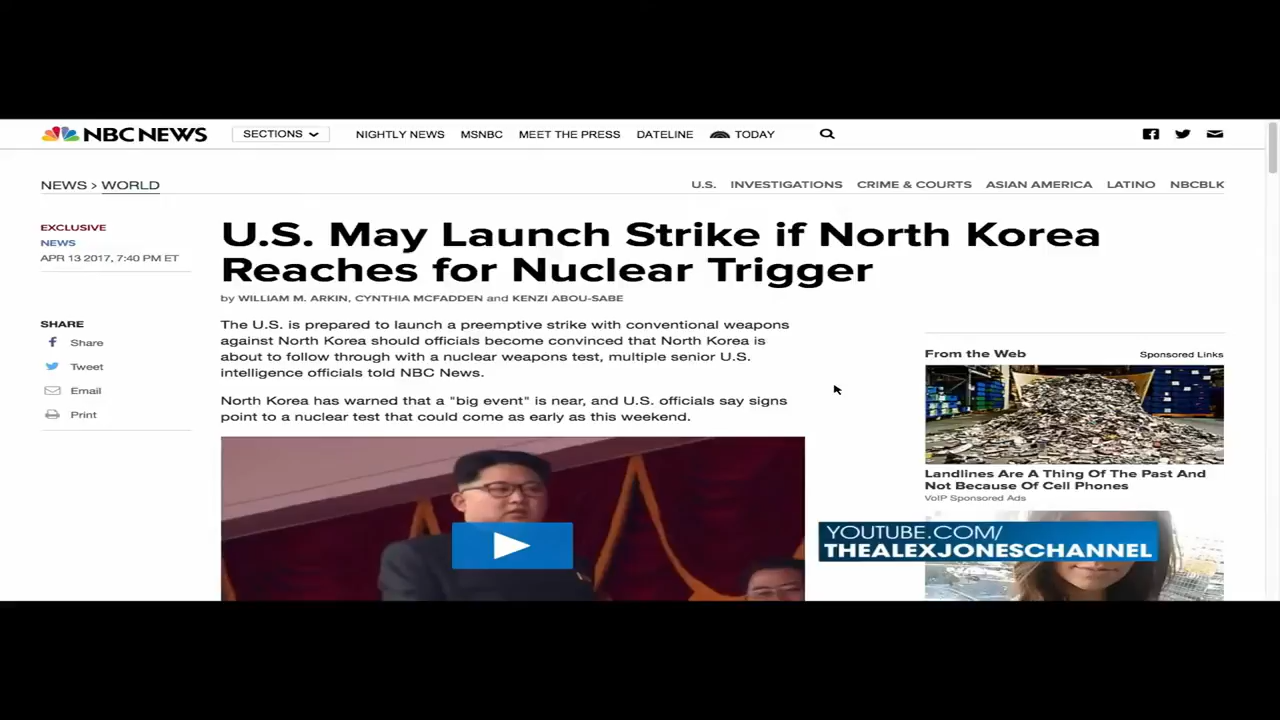 NBC NEWS
SECTIONS
NIGHTLY NEWS
MSNBC
MEET THE PRESS
DATELINE
TODAY
NEWS > WORLD
U.S.
INVESTIGATIONS
CRIME & COURTS
ASIAN AMERICA
LATINO
NBCBLK
EXCLUSIVE
NEWS
APR 13 2017, 7:40 PM ET
U.S. May Launch Strike if North Korea
Reaches for Nuclear Trigger
by WILLIAM M. ARKIN, CYNTHIA MCFADDEN and KENZI ABOU-SABE
SHARE
Share
Tweet
Email
Print
The U.S. is prepared to launch a preemptive strike with conventional weapons
against North Korea should officials become convinced that North Korea is
about to follow through with a nuclear weapons test, multiple senior U.S.
intelligence officials told NBC News.
North Korea has warned that a "big event" is near, and U.S. officials say signs
point to a nuclear test that could come as early as this weekend.
From the Web
Sponsored Links
Landlines Are A Thing Of The Past And
Not Because Of Cell Phones
VoIP Sponsored Ads
YOUTUBE.COM/
THEALEXJONESCHANNEL